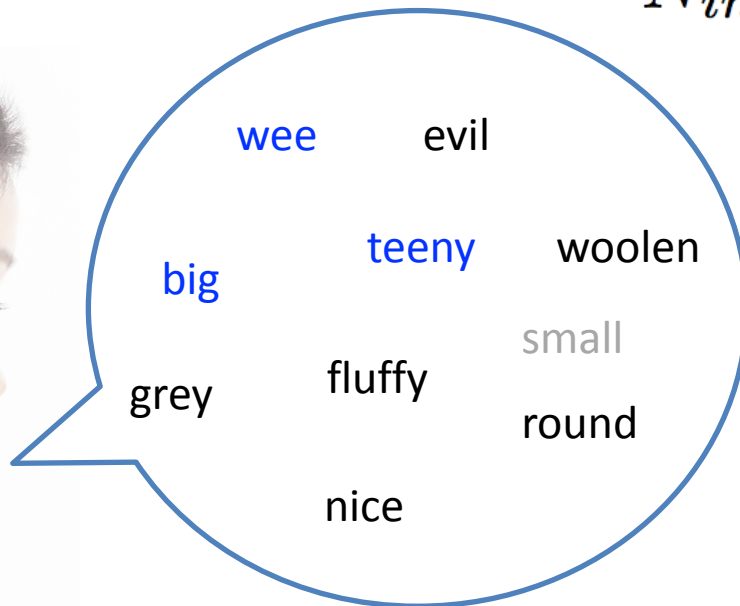 wee evil
teeny woolen
big
small
fluffy
grey
round
nice